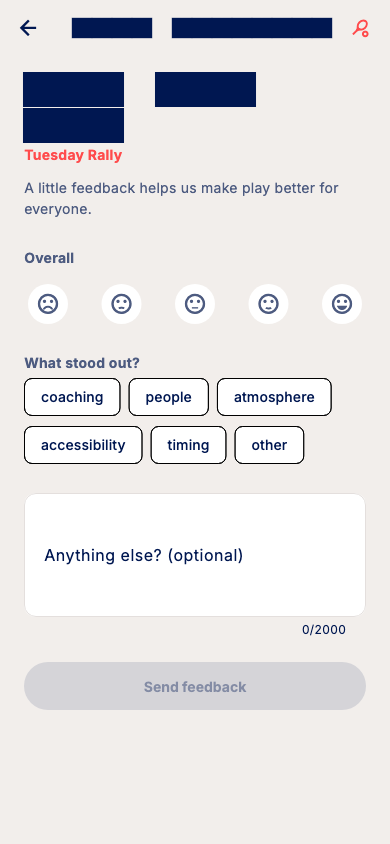 Tuesday Rally
A little feedback helps us make play better for
everyone.
Overall
What stood out?
coaching
people
atmosphere
accessibility
timing
other
Anything else? (optional)
0/2000
Send feedback